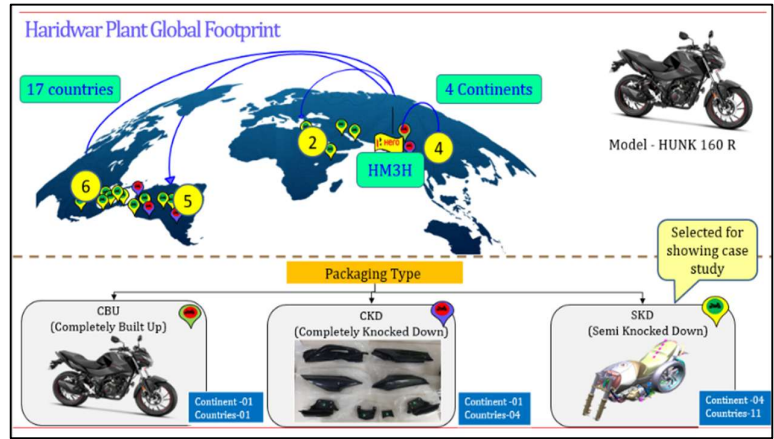 Haridwar Plant Global Footprint
17 countries
4 Continents
Model - HUNK 160 R
2
Hero
4
HM3H
6
5
Selected for
showing case
study
Packaging Type
CBU
(Completely Built Up)
Continent -01
Countries-01
CKD
(Completely Knocked Down)
Continent -01
Countries-04
SKD
(Semi Knocked Down)
Continent -04
Countries-11